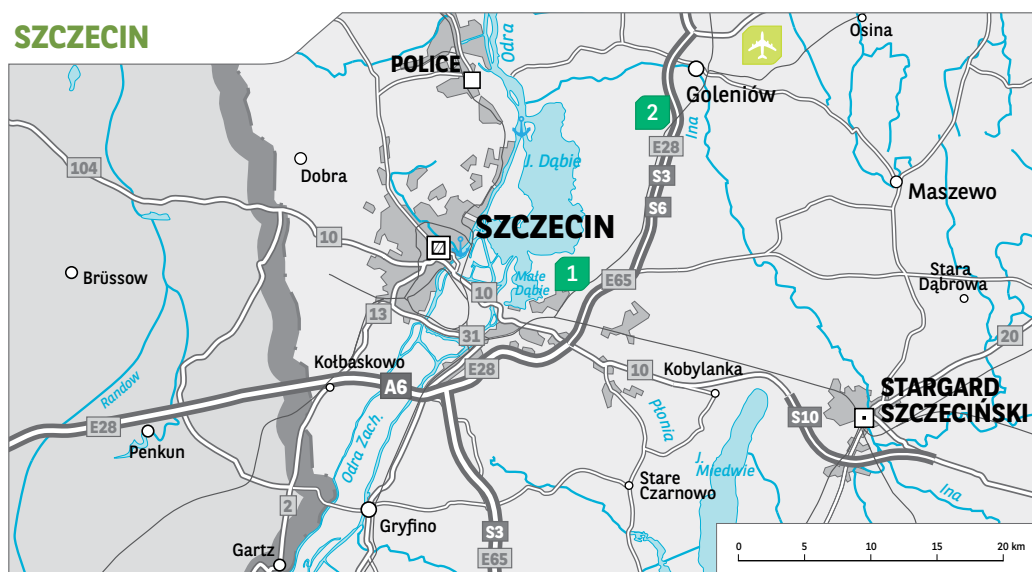 SZCZECIN
Osina
Odra
POLICE
Goleniów
2
Ina
J. Dąbie
E28
104
Dobra
S3
Maszewo
S6
SZCZECIN
10
Brüssow
Małe
Dąbie
1
E65
Stara
Dąbrowa
10
13
31
20
Kołbaskowo
E28
10
Kobylanka
Randow
A6
STARGARD
SZCZECIŃSKI
S10
Płonia
E28
Penkun
Odra Zach.
J.
Miedwie
Stare
Czarnowo
Ina
2
Gryfino
S3
Gartz
E65
0 5 10 15 20 km